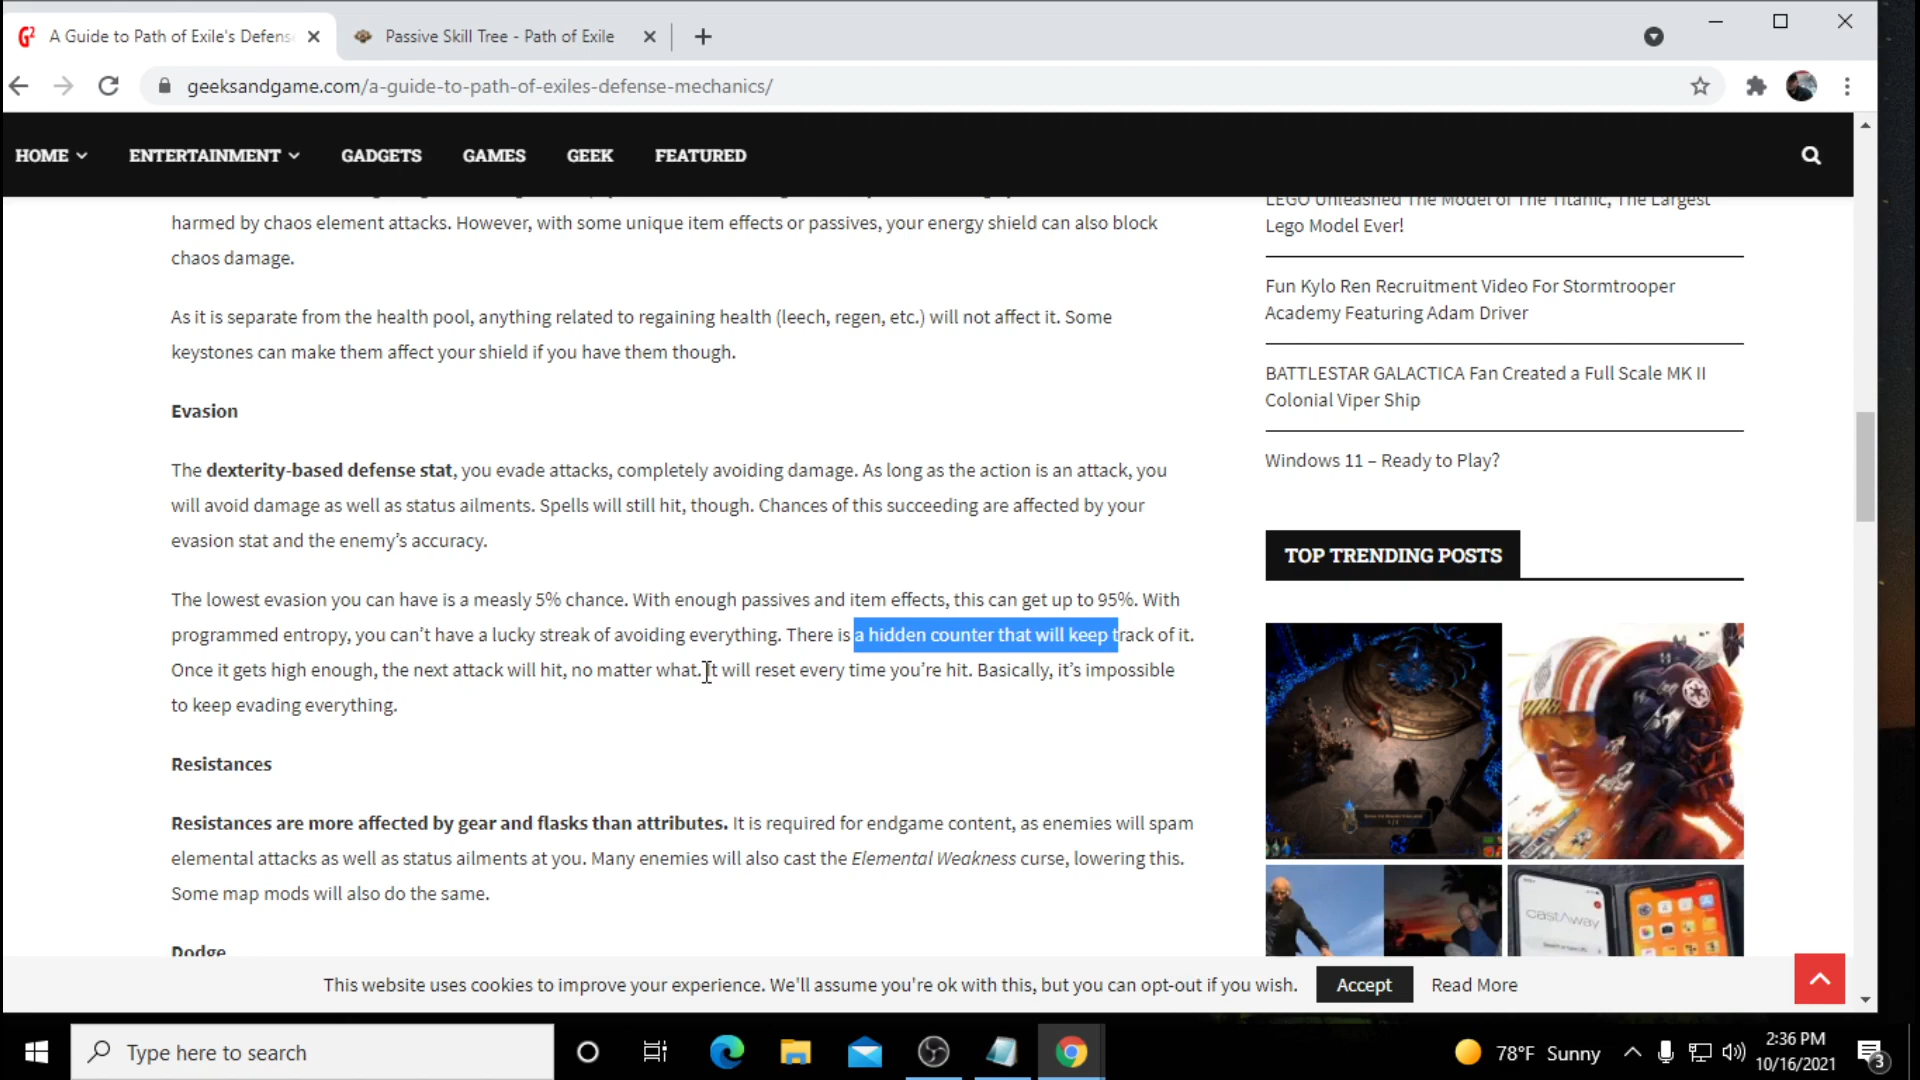 A Guide to Path of Exile's Defens
Passive Skill Tree - Path of Exile
geeksandgame.com/a-guide-to-path-of-exiles-defense-mechanics/
HOME
ENTERTAINMENT
GADGETS
GAMES
GEEK
FEATURED
harmed by chaos element attacks. However, with some unique item effects or passives, your energy shield can also block
chaos damage.
As it is separate from the health pool, anything related to regaining health (leech, regen, etc.) will not affect it. Some
keystones can make them affect your shield if you have them though.
Evasion
The dexterity-based defense stat, you evade attacks, completely avoiding damage. As long as the action is an attack, you
will avoid damage as well as status ailments. Spells will still hit, though. Chances of this succeeding are affected by your
evasion stat and the enemy's accuracy.
The lowest evasion you can have is a measly 5% chance. With enough passives and item effects, this can get up to 95%. With
programmed entropy, you can't have a lucky streak of avoiding everything. There is a hidden counter that will keep track of it.
Once it gets high enough, the next attack will hit, no matter what. It will reset every time you're hit. Basically, it's impossible
to keep evading everything.
Resistances
Resistances are more affected by gear and flasks than attributes. It is required for endgame content, as enemies will spam
elemental attacks as well as status ailments at you. Many enemies will also cast the Elemental Weakness curse, lowering this.
Some map mods will also do the same.
Dodge
LEGO Unleashed The Model of The Titanic, The Largest
Lego Model Ever!
Fun Kylo Ren Recruitment Video For Stormtrooper
Academy Featuring Adam Driver
BATTLESTAR GALACTICA Fan Created a Full Scale MK II
Colonial Viper Ship
Windows 11 – Ready to Play?
TOP TRENDING POSTS
castAway
This website uses cookies to improve your experience. We'll assume you're ok with this, but you can opt-out if you wish.
Accept
Read More
Type here to search
78°F Sunny
2:36 PM
10/16/2021
3